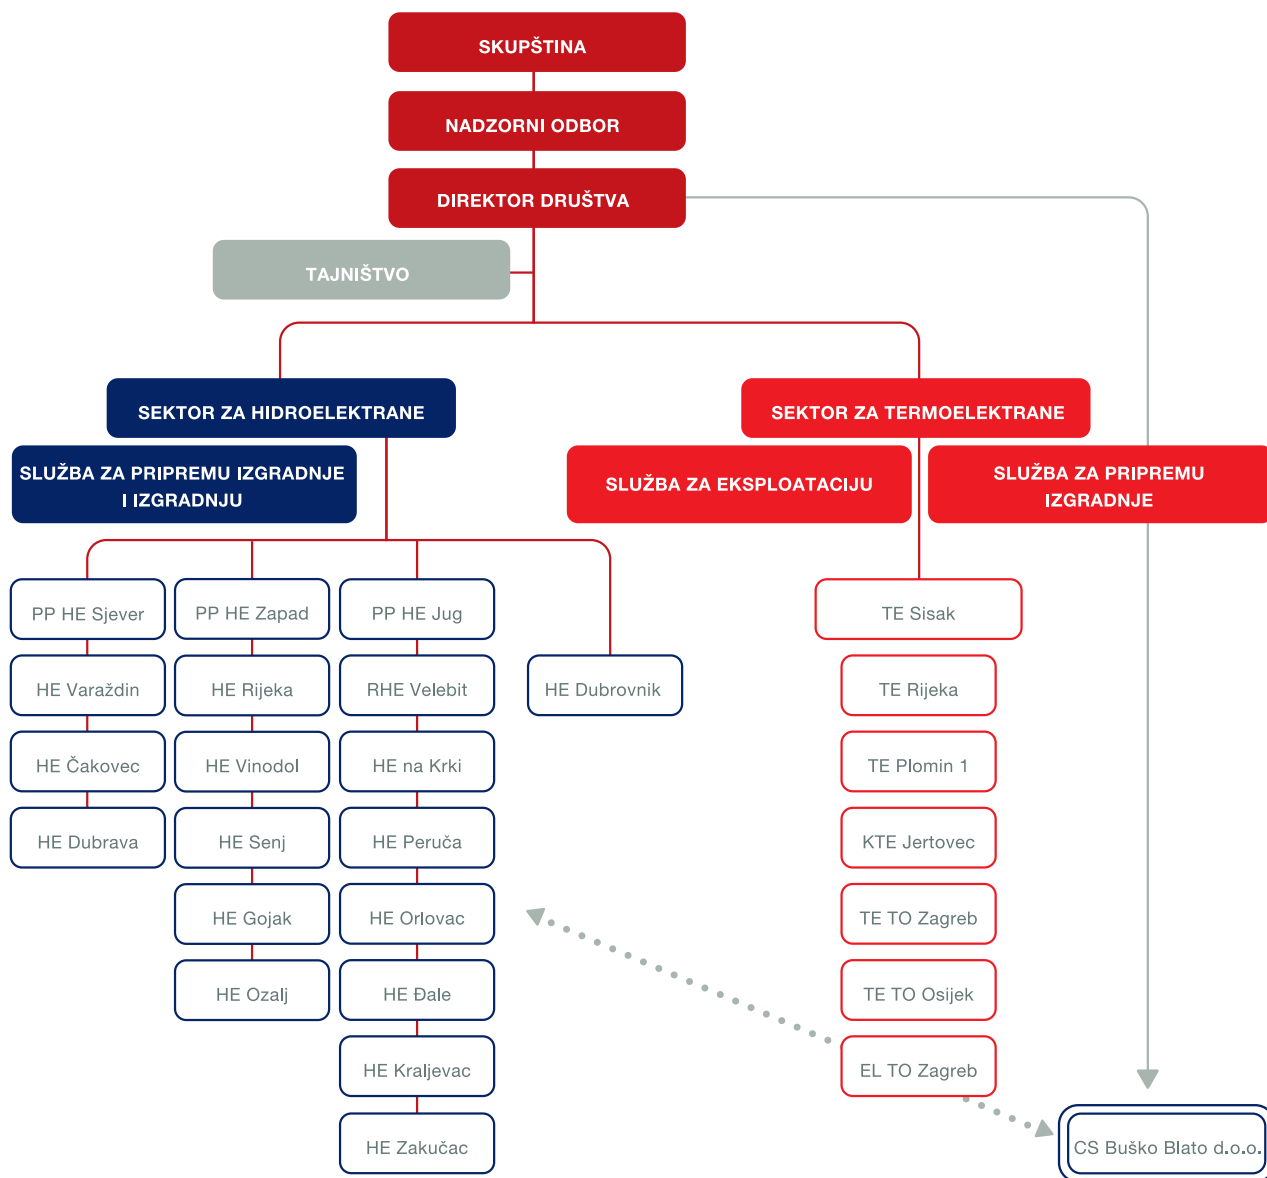 SKUPŠTINA
NADZORNI ODBOR
DIREKTOR DRUŠTVA
TAJNIŠTVO
SEKTOR ZA HIDROELEKTRANE
SLUŽBA ZA PRIPREMU IZGRADNJE
I IZGRADNJU
PP HE Sjever
HE Varaždin
HE Čakovec
HE Dubrava
PP HE Zapad
HE Rijeka
HE Vinodol
HE Senj
HE Gojak
HE Ozalj
PP HE Jug
RHE Velebit
HE na Krki
HE Peruča
HE Orlovac
HE Đale
HE Kraljevac
HE Zakučac
HE Dubrovnik
SEKTOR ZA TERMOELEKTRANE
SLUŽBA ZA EKSPLOATACIJU
SLUŽBA ZA PRIPREMU
IZGRADNJE
TE Sisak
TE Rijeka
TE Plomin 1
KTE Jertovec
TE TO Zagreb
TE TO Osijek
EL TO Zagreb
CS Buško Blato d.o.o.